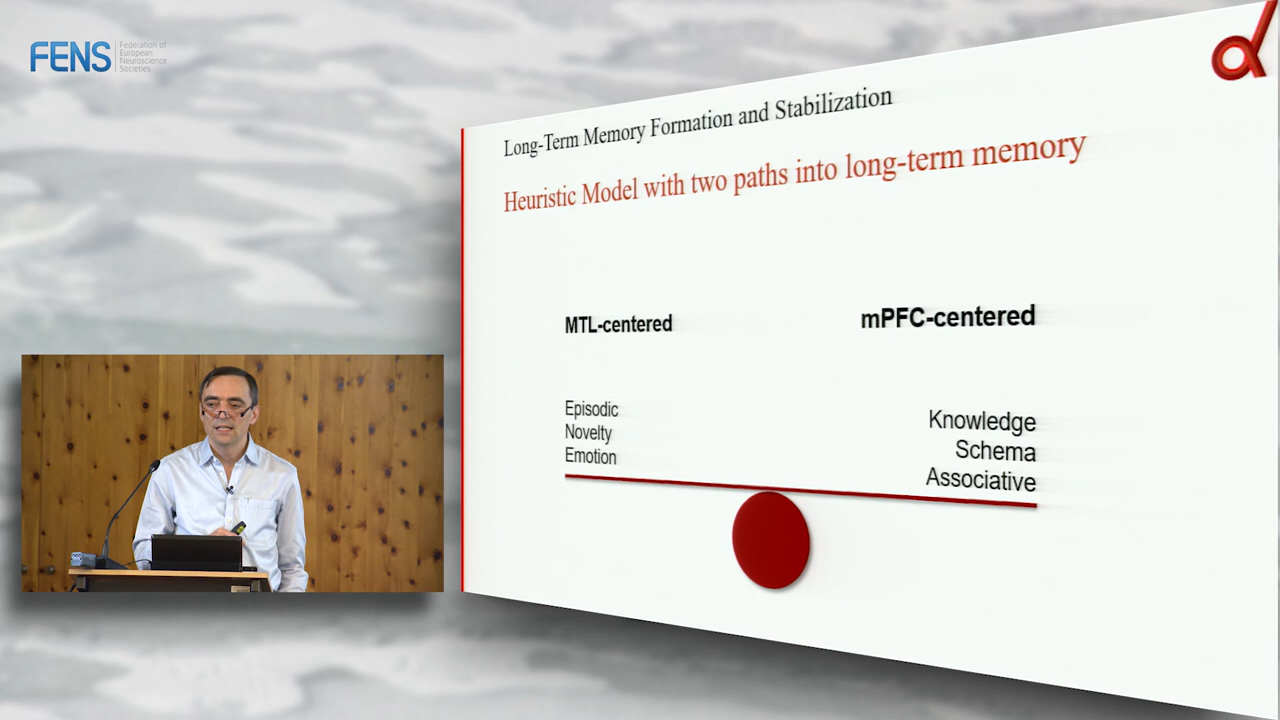 FENS
Federation of
European
Neuroscience
Societies
Long-Term Memory Formation and Stabilization
Heuristic Model with two paths into long-term memory
MTL-centered
mPFC-centered
Episodic
Novelty
Emotion
Knowledge
Schema
Associative